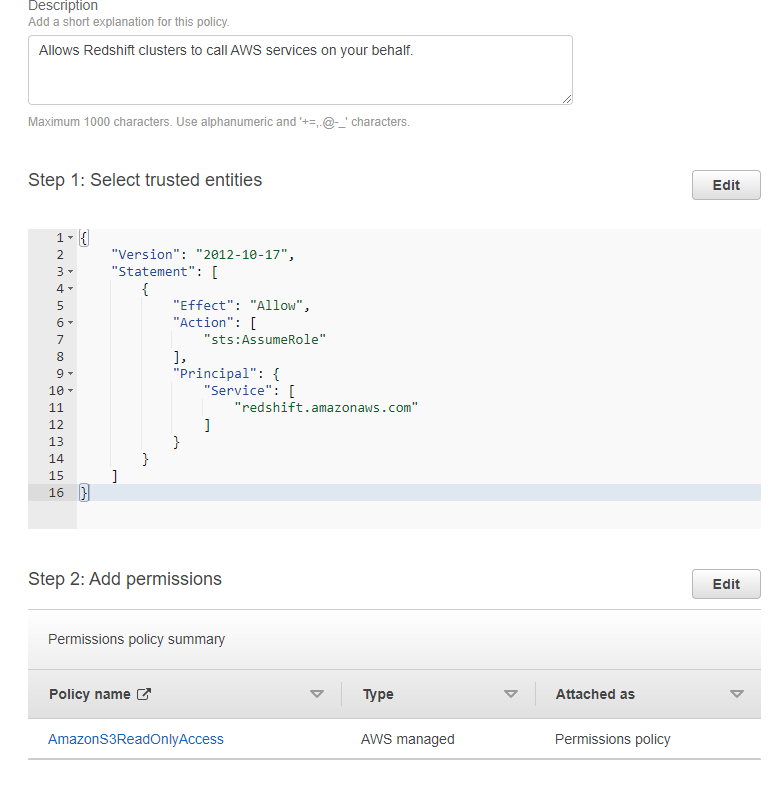 Description
Add a short explanation for this policy.
Allows Redshift clusters to call AWS services on your behalf.
Maximum 1000 characters. Use alphanumeric and '+=,.@-_' characters.
Step 1: Select trusted entities
Edit
1 {
2 "Version": "2012-10-17",
3 "Statement": [
4 {
5 "Effect": "Allow",
6 "Action": [
7 "sts:AssumeRole"
8 ],
9 "Principal": {
10 "Service": [
11 "redshift.amazonaws.com"
12 ]
13 }
14 }
15 ]
16 }
Step 2: Add permissions
Edit
Permissions policy summary
Policy name Type Attached as
AmazonS3ReadOnlyAccess AWS managed Permissions policy